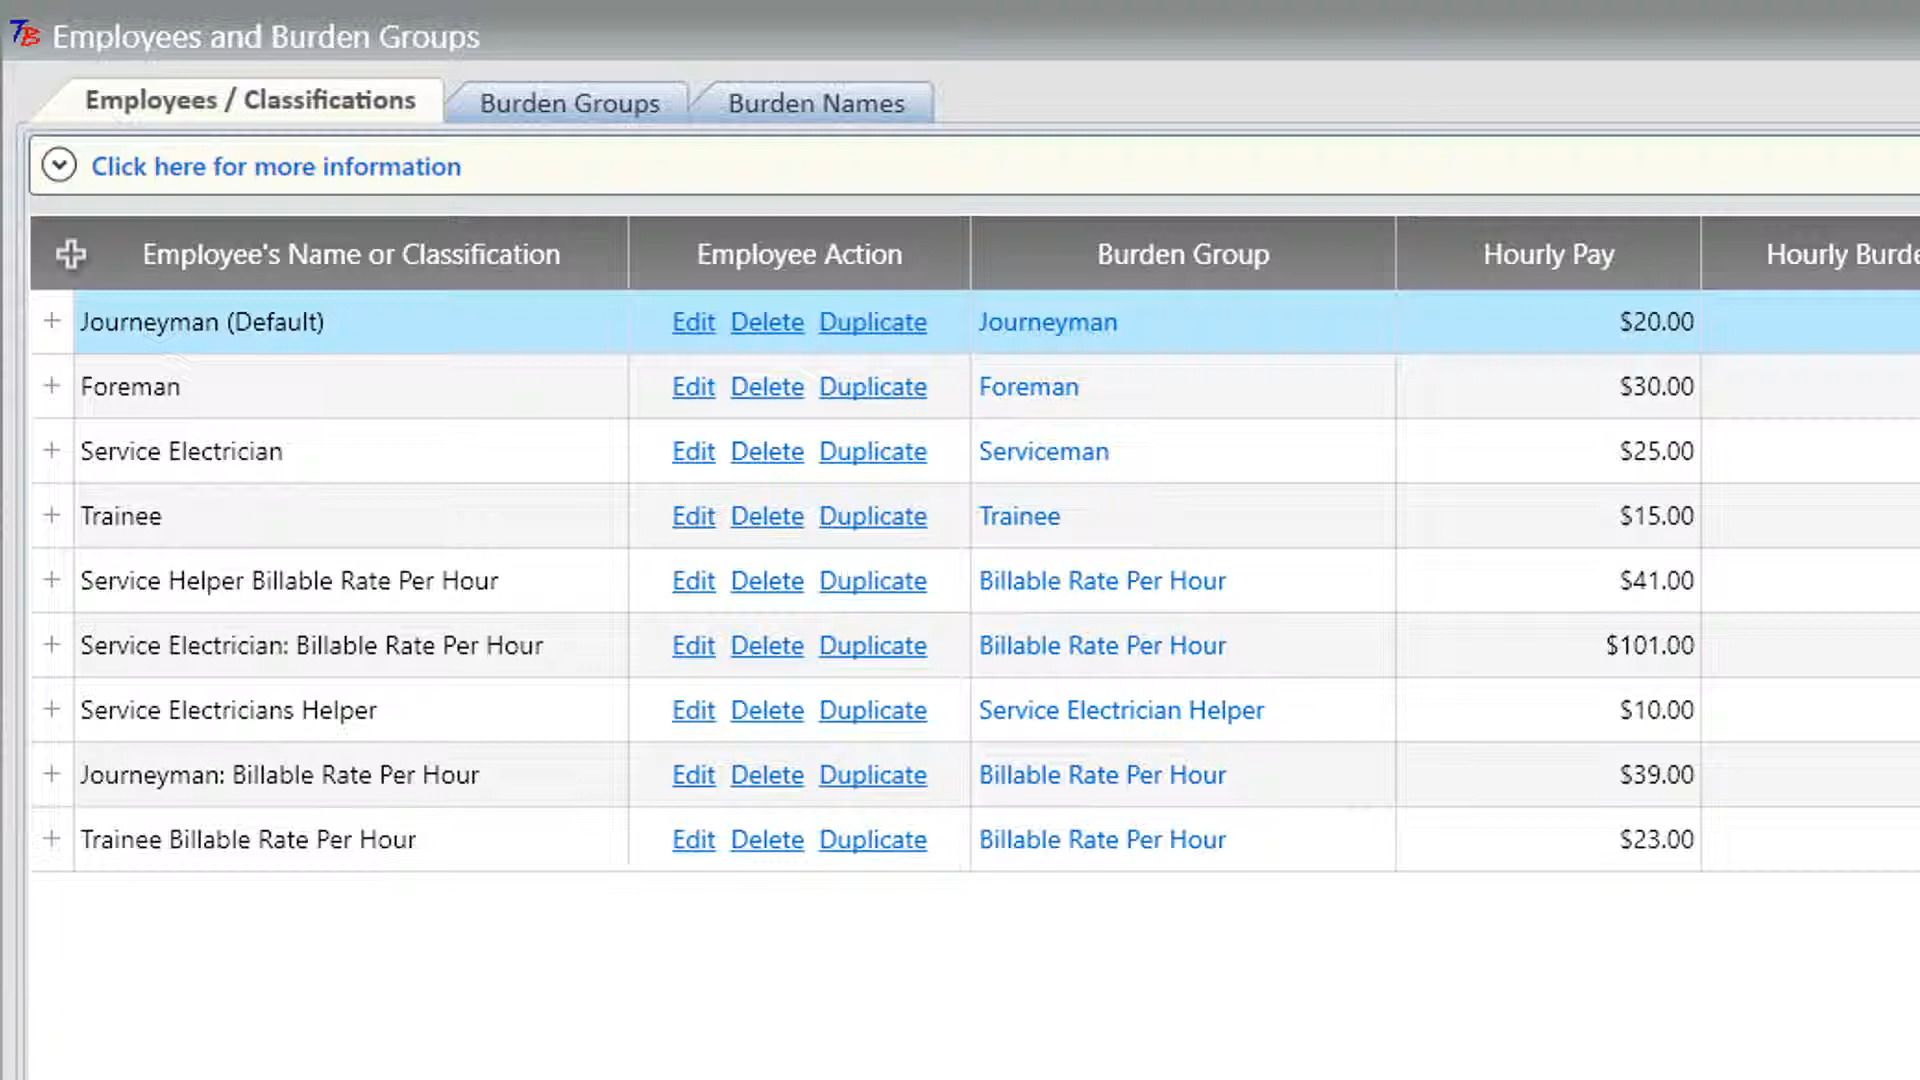 TB Employees and Burden Groups
Employees / Classifications Burden Groups Burden Names
Click here for more information
Employee's Name or Classification Employee Action Burden Group Hourly Pay Hourly Burde
Journeyman (Default) Edit Delete Duplicate Journeyman $20.00
Foreman Edit Delete Duplicate Foreman $30.00
Service Electrician Edit Delete Duplicate Serviceman $25.00
Trainee Edit Delete Duplicate Trainee $15.00
Service Helper Billable Rate Per Hour Edit Delete Duplicate Billable Rate Per Hour $41.00
Service Electrician: Billable Rate Per Hour Edit Delete Duplicate Billable Rate Per Hour $101.00
Service Electricians Helper Edit Delete Duplicate Service Electrician Helper $10.00
Journeyman: Billable Rate Per Hour Edit Delete Duplicate Billable Rate Per Hour $39.00
Trainee Billable Rate Per Hour Edit Delete Duplicate Billable Rate Per Hour $23.00